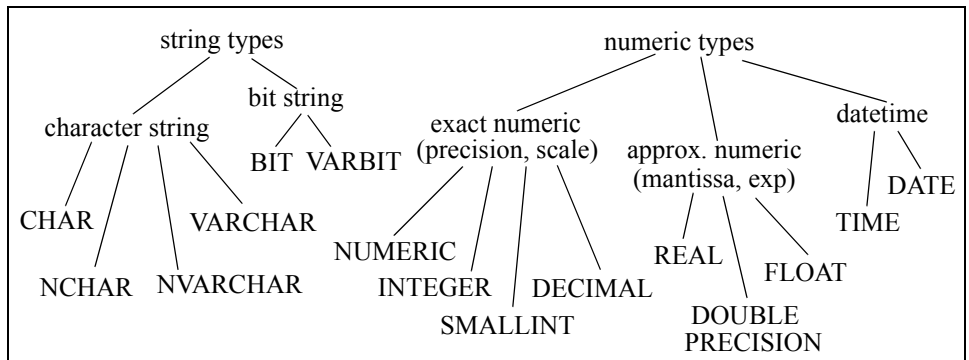 string types
numeric types
bit string
character string
exact numeric
(precision, scale)
datetime
approx. numeric
(mantissa, exp)
BIT VARBIT
DATE
CHAR
VARCHAR
TIME
NUMERIC
REAL
FLOAT
NCHAR
NVARCHAR
INTEGER
DECIMAL
SMALLINT
DOUBLE
PRECISION